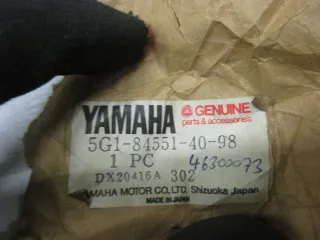 YAMAHA GENUINE
parts & accessories
5G1-84551-40-98
1 PC 46300073
DX20416A 302
YAMAHA MOTOR CO., LTD. Shizuoka Japan
MADE IN JAPAN